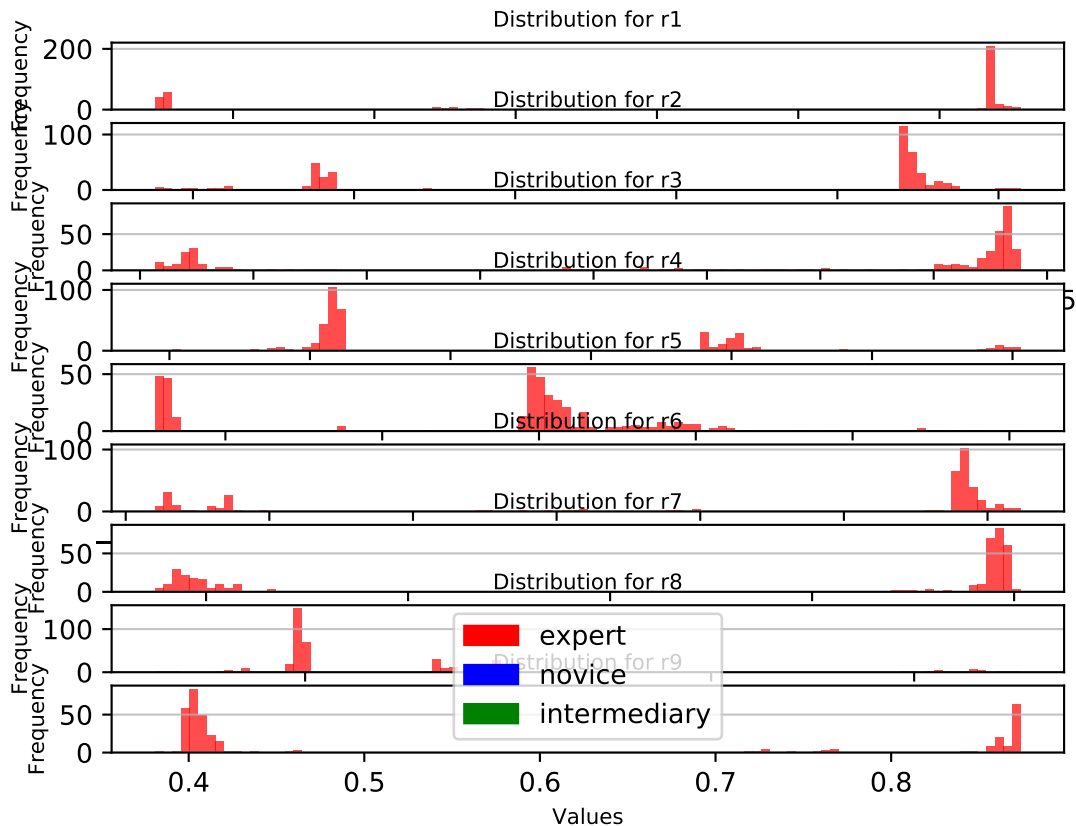 Distribution for r1
Frequency
200
0
Distribution for r2
Frequency
100
0
Distribution for r3
Frequency
50
0
Distribution for r4
Frequency
100
0
5
Distribution for r5
Frequency
50
0
Distribution for r6
Frequency
100
0
Distribution for r7
Frequency
50
0
Distribution for r8
Frequency
100
0
Distribution for r9
Frequency
50
0
expert
novice
intermediary
0.4 0.5 0.6 0.7 0.8
Values